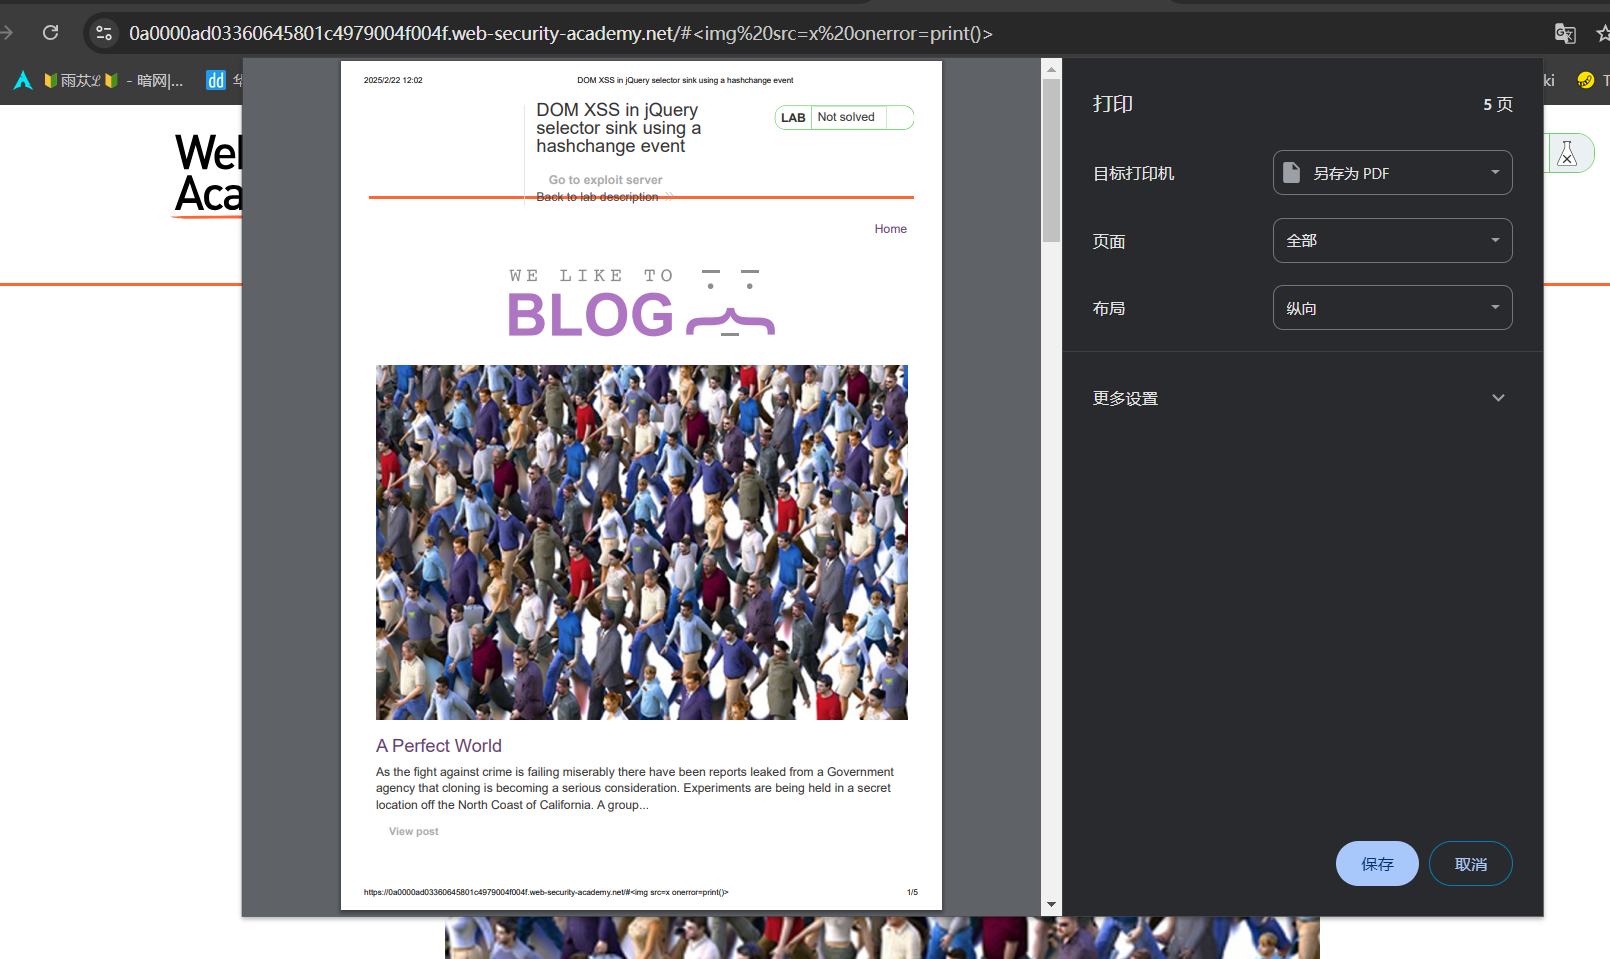 0a0000ad03360645801c4979004f004f.web-security-academy.net/#<img%20src=x%20onerror=print()>
雨苁ℒ - 暗网|...
dd 华
ki
T
Wel
Aca
2025/2/22 12:02
DOM XSS in jQuery selector sink using a hashchange event
DOM XSS in jQuery
selector sink using a
hashchange event
LAB Not solved
Go to exploit server
Back to lab description
Home
WE LIKE TO
BLOG
A Perfect World
As the fight against crime is failing miserably there have been reports leaked from a Government
agency that cloning is becoming a serious consideration. Experiments are being held in a secret
location off the North Coast of California. A group...
View post
https://0a0000ad03360645801c4979004f004f.web-security-academy.net/#<img src=x onerror=print()>
1/5
打印
5 页
目标打印机
另存为 PDF
页面
全部
布局
纵向
更多设置
保存
取消